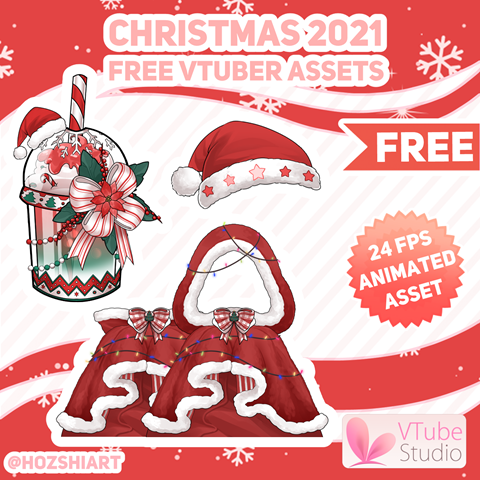 CHRISTMAS 2021
FREE VTUBER ASSETS
FREE
24 FPS
ANIMATED
ASSET
@HOZSHIART
VTube
Studio